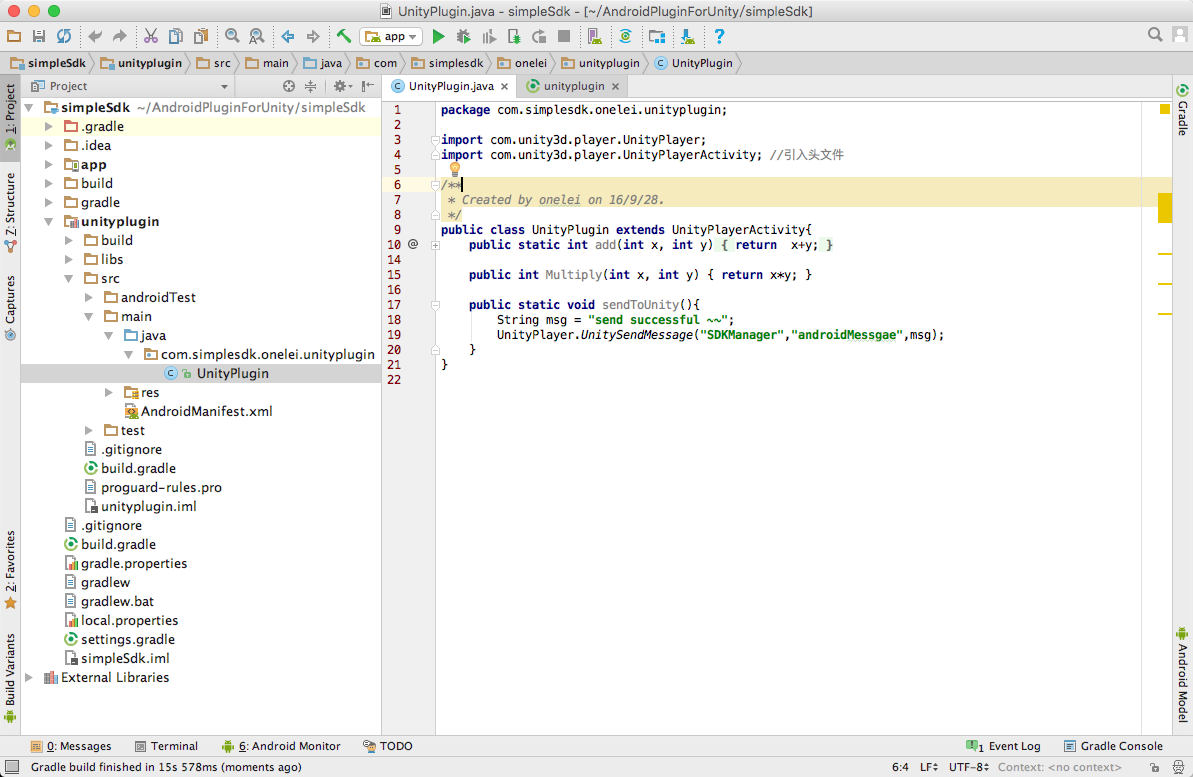 UnityPlugin.java - simpleSdk - [~/AndroidPluginForUnity/simpleSdk]
app
simpleSdk unityplugin src main java com simplesdk onelei unityplugin UnityPlugin
1: Project
Z: Structure
Captures
2: Favorites
Build Variants
Project
simpleSdk ~/AndroidPluginForUnity/simpleSdk
.gradle
.idea
app
build
gradle
unityplugin
build
libs
src
androidTest
main
java
com.simplesdk.onelei.unityplugin
UnityPlugin
res
AndroidManifest.xml
test
.gitignore
build.gradle
proguard-rules.pro
unityplugin.iml
.gitignore
build.gradle
gradle.properties
gradlew
gradlew.bat
local.properties
settings.gradle
simpleSdk.iml
External Libraries
UnityPlugin.java unityplugin
1 package com.simplesdk.onelei.unityplugin;
2
3 import com.unity3d.player.UnityPlayer;
4 import com.unity3d.player.UnityPlayerActivity; //引入头文件
5
6 /**
7 * Created by onelei on 16/9/28.
8 */
9 public class UnityPlugin extends UnityPlayerActivity{
10 @ public static int add(int x, int y) { return x+y; }
14
15 public int Multiply(int x, int y) { return x*y; }
16
17 public static void sendToUnity(){
18 String msg = "send successful ~~";
19 UnityPlayer.UnitySendMessage("SDKManager","androidMessgae",msg);
20 }
21 }
22
Gradle
Android Model
0: Messages Terminal 6: Android Monitor TODO 1 Event Log Gradle Console
Gradle build finished in 15s 578ms (moments ago) 6:4 LF UTF-8 Context: <no context>